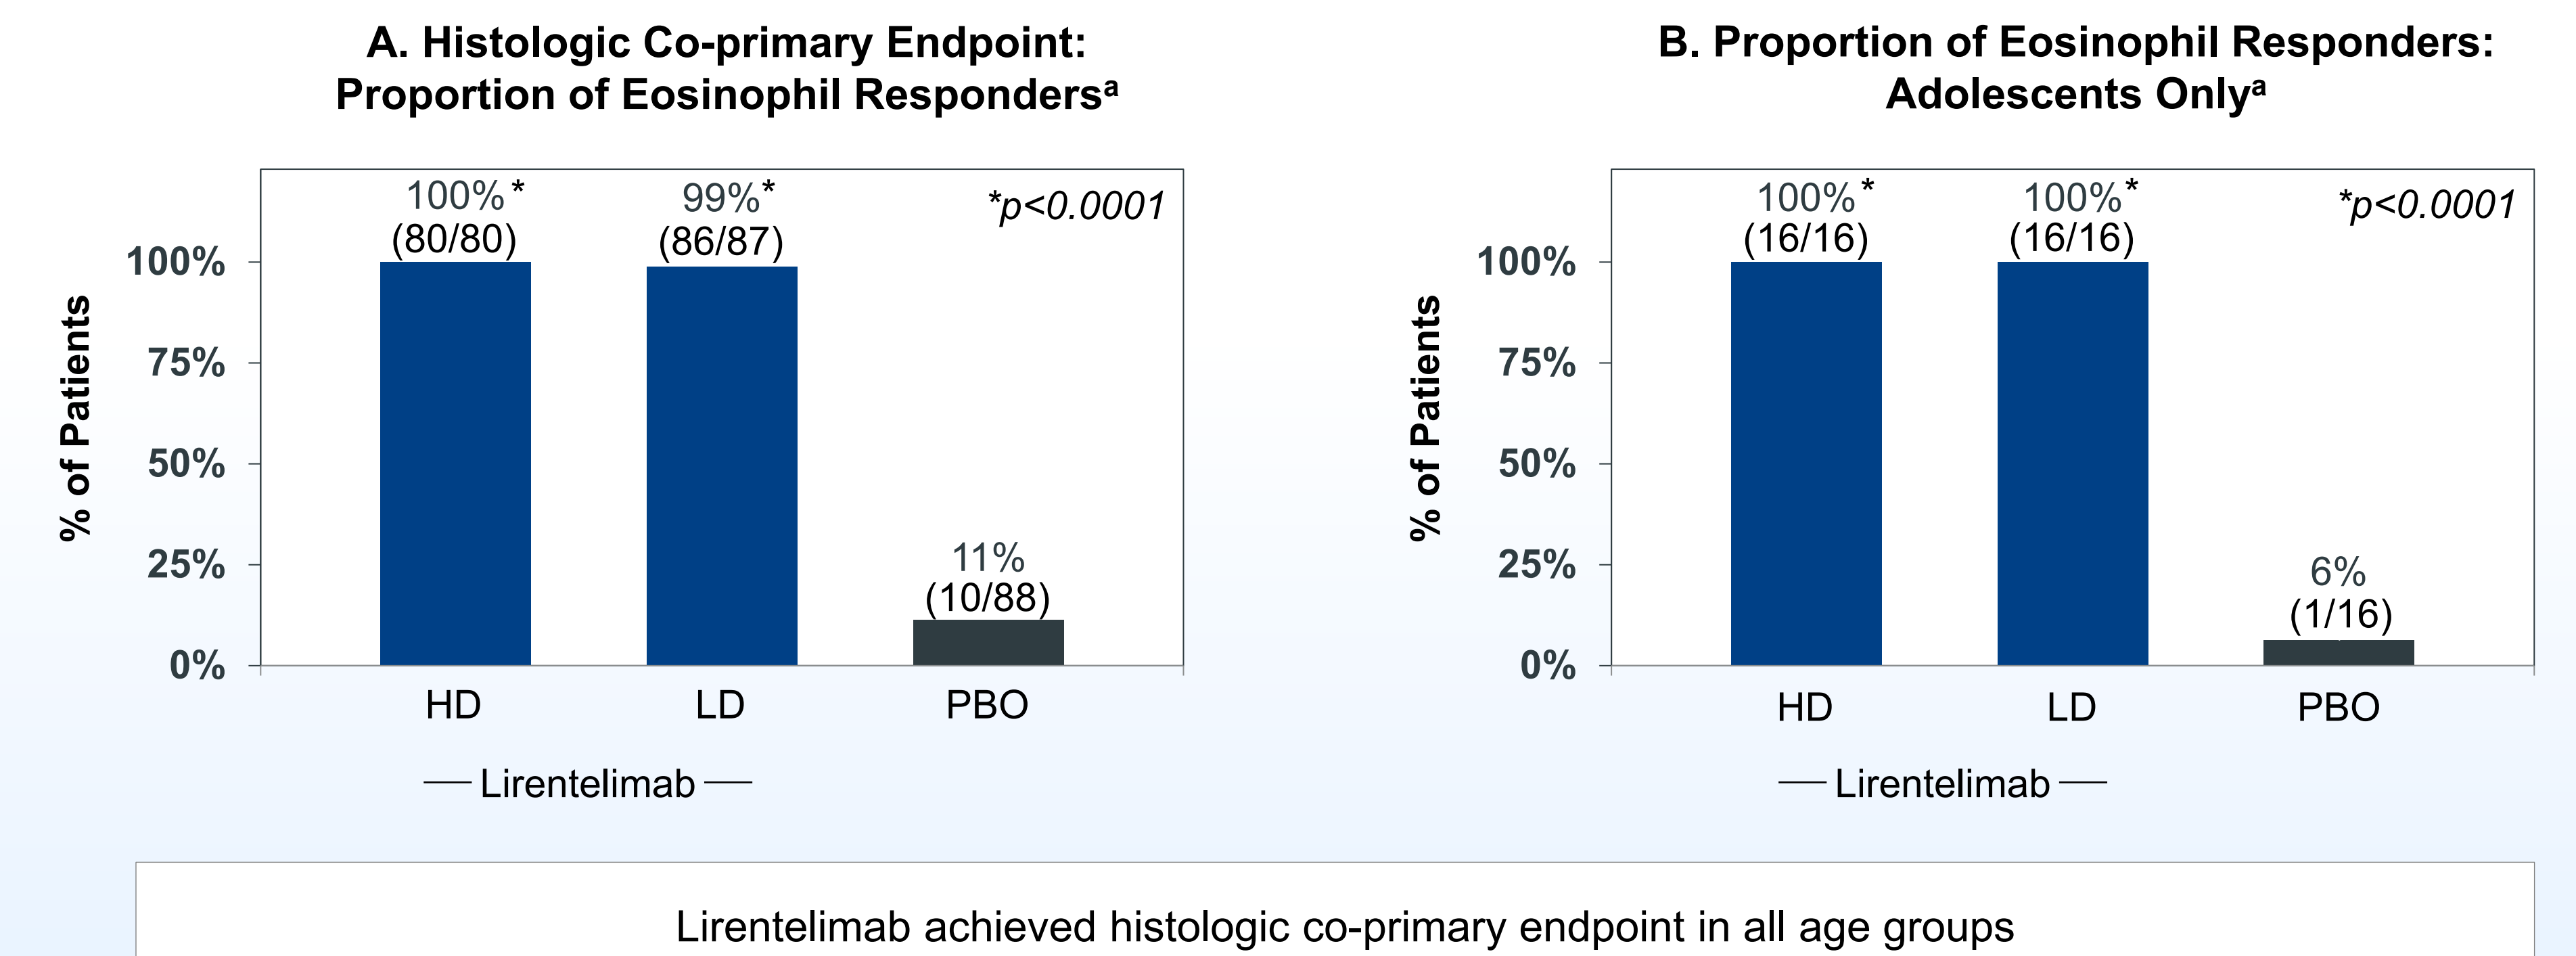 A. Histologic Co-primary Endpoint:
Proportion of Eosinophil Respondersᵃ
100%*
(80/80)
99%*
(86/87)
*p<0.0001
100%
75%
50%
25%
0%
% of Patients
11%
(10/88)
HD
LD
PBO
Lirentelimab
B. Proportion of Eosinophil Responders:
Adolescents Onlyᵃ
100%*
(16/16)
100%*
(16/16)
*p<0.0001
100%
75%
50%
25%
0%
% of Patients
6%
(1/16)
HD
LD
PBO
Lirentelimab
Lirentelimab achieved histologic co-primary endpoint in all age groups